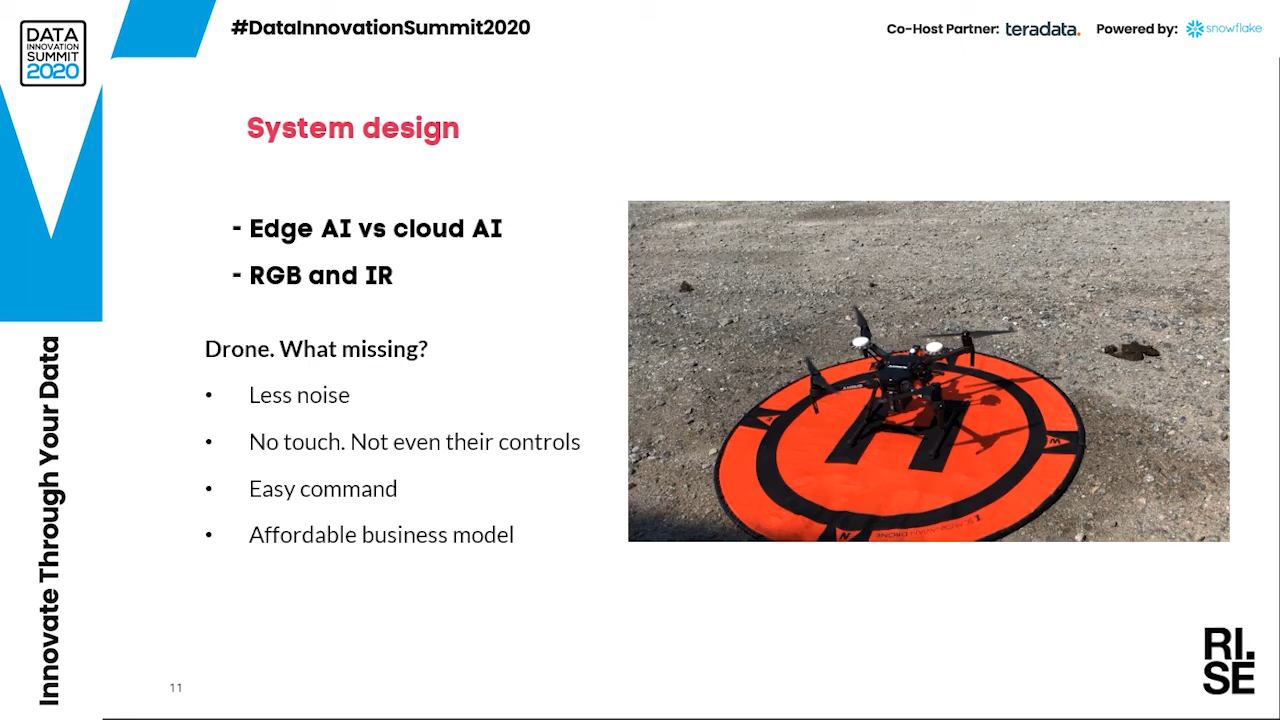 DATA
INNOVATION
SUMMIT
2020
#DataInnovationSummit2020
Co-Host Partner: teradata.
Powered by: snowflake
Innovate Through Your Data
System design
- Edge AI vs cloud AI
- RGB and IR
Drone. What missing?
• Less noise
• No touch. Not even their controls
• Easy command
• Affordable business model
H
W
N
11
RI.
SE